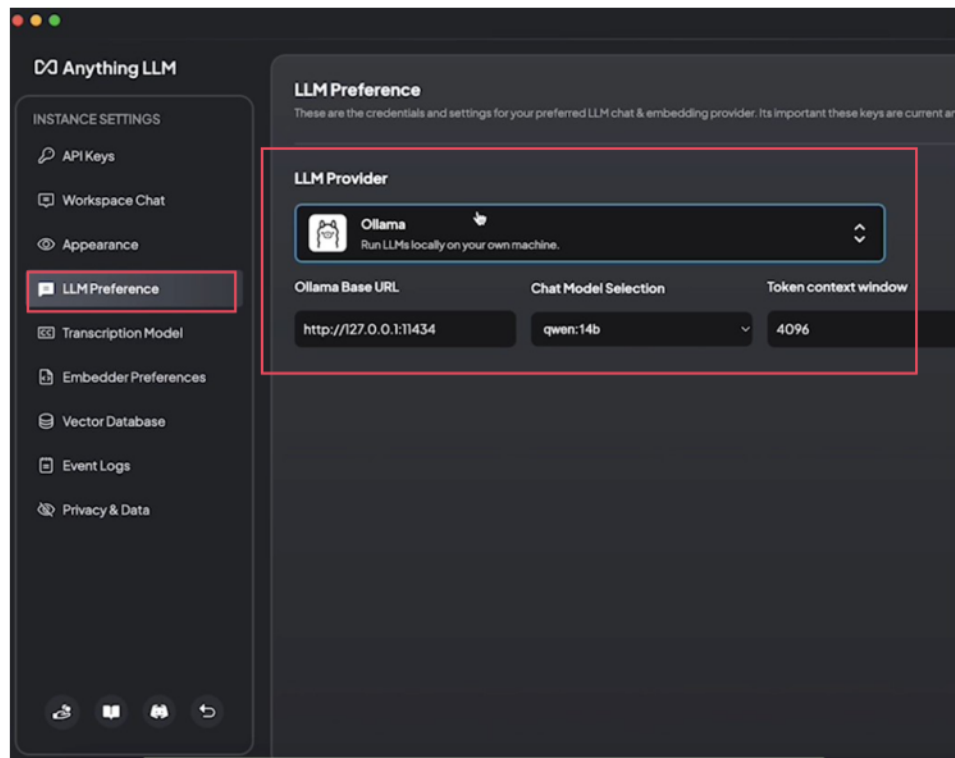 Anything LLM
INSTANCE SETTINGS
API Keys
Workspace Chat
Appearance
LLM Preference
Transcription Model
Embedder Preferences
Vector Database
Event Logs
Privacy & Data
LLM Preference
These are the credentials and settings for your preferred LLM chat & embedding provider. Its important these keys are current
LLM Provider
Ollama
Run LLMs locally on your own machine.
Ollama Base URL
Chat Model Selection
Token context window
http://127.0.0.1:11434
qwen:14b
4096